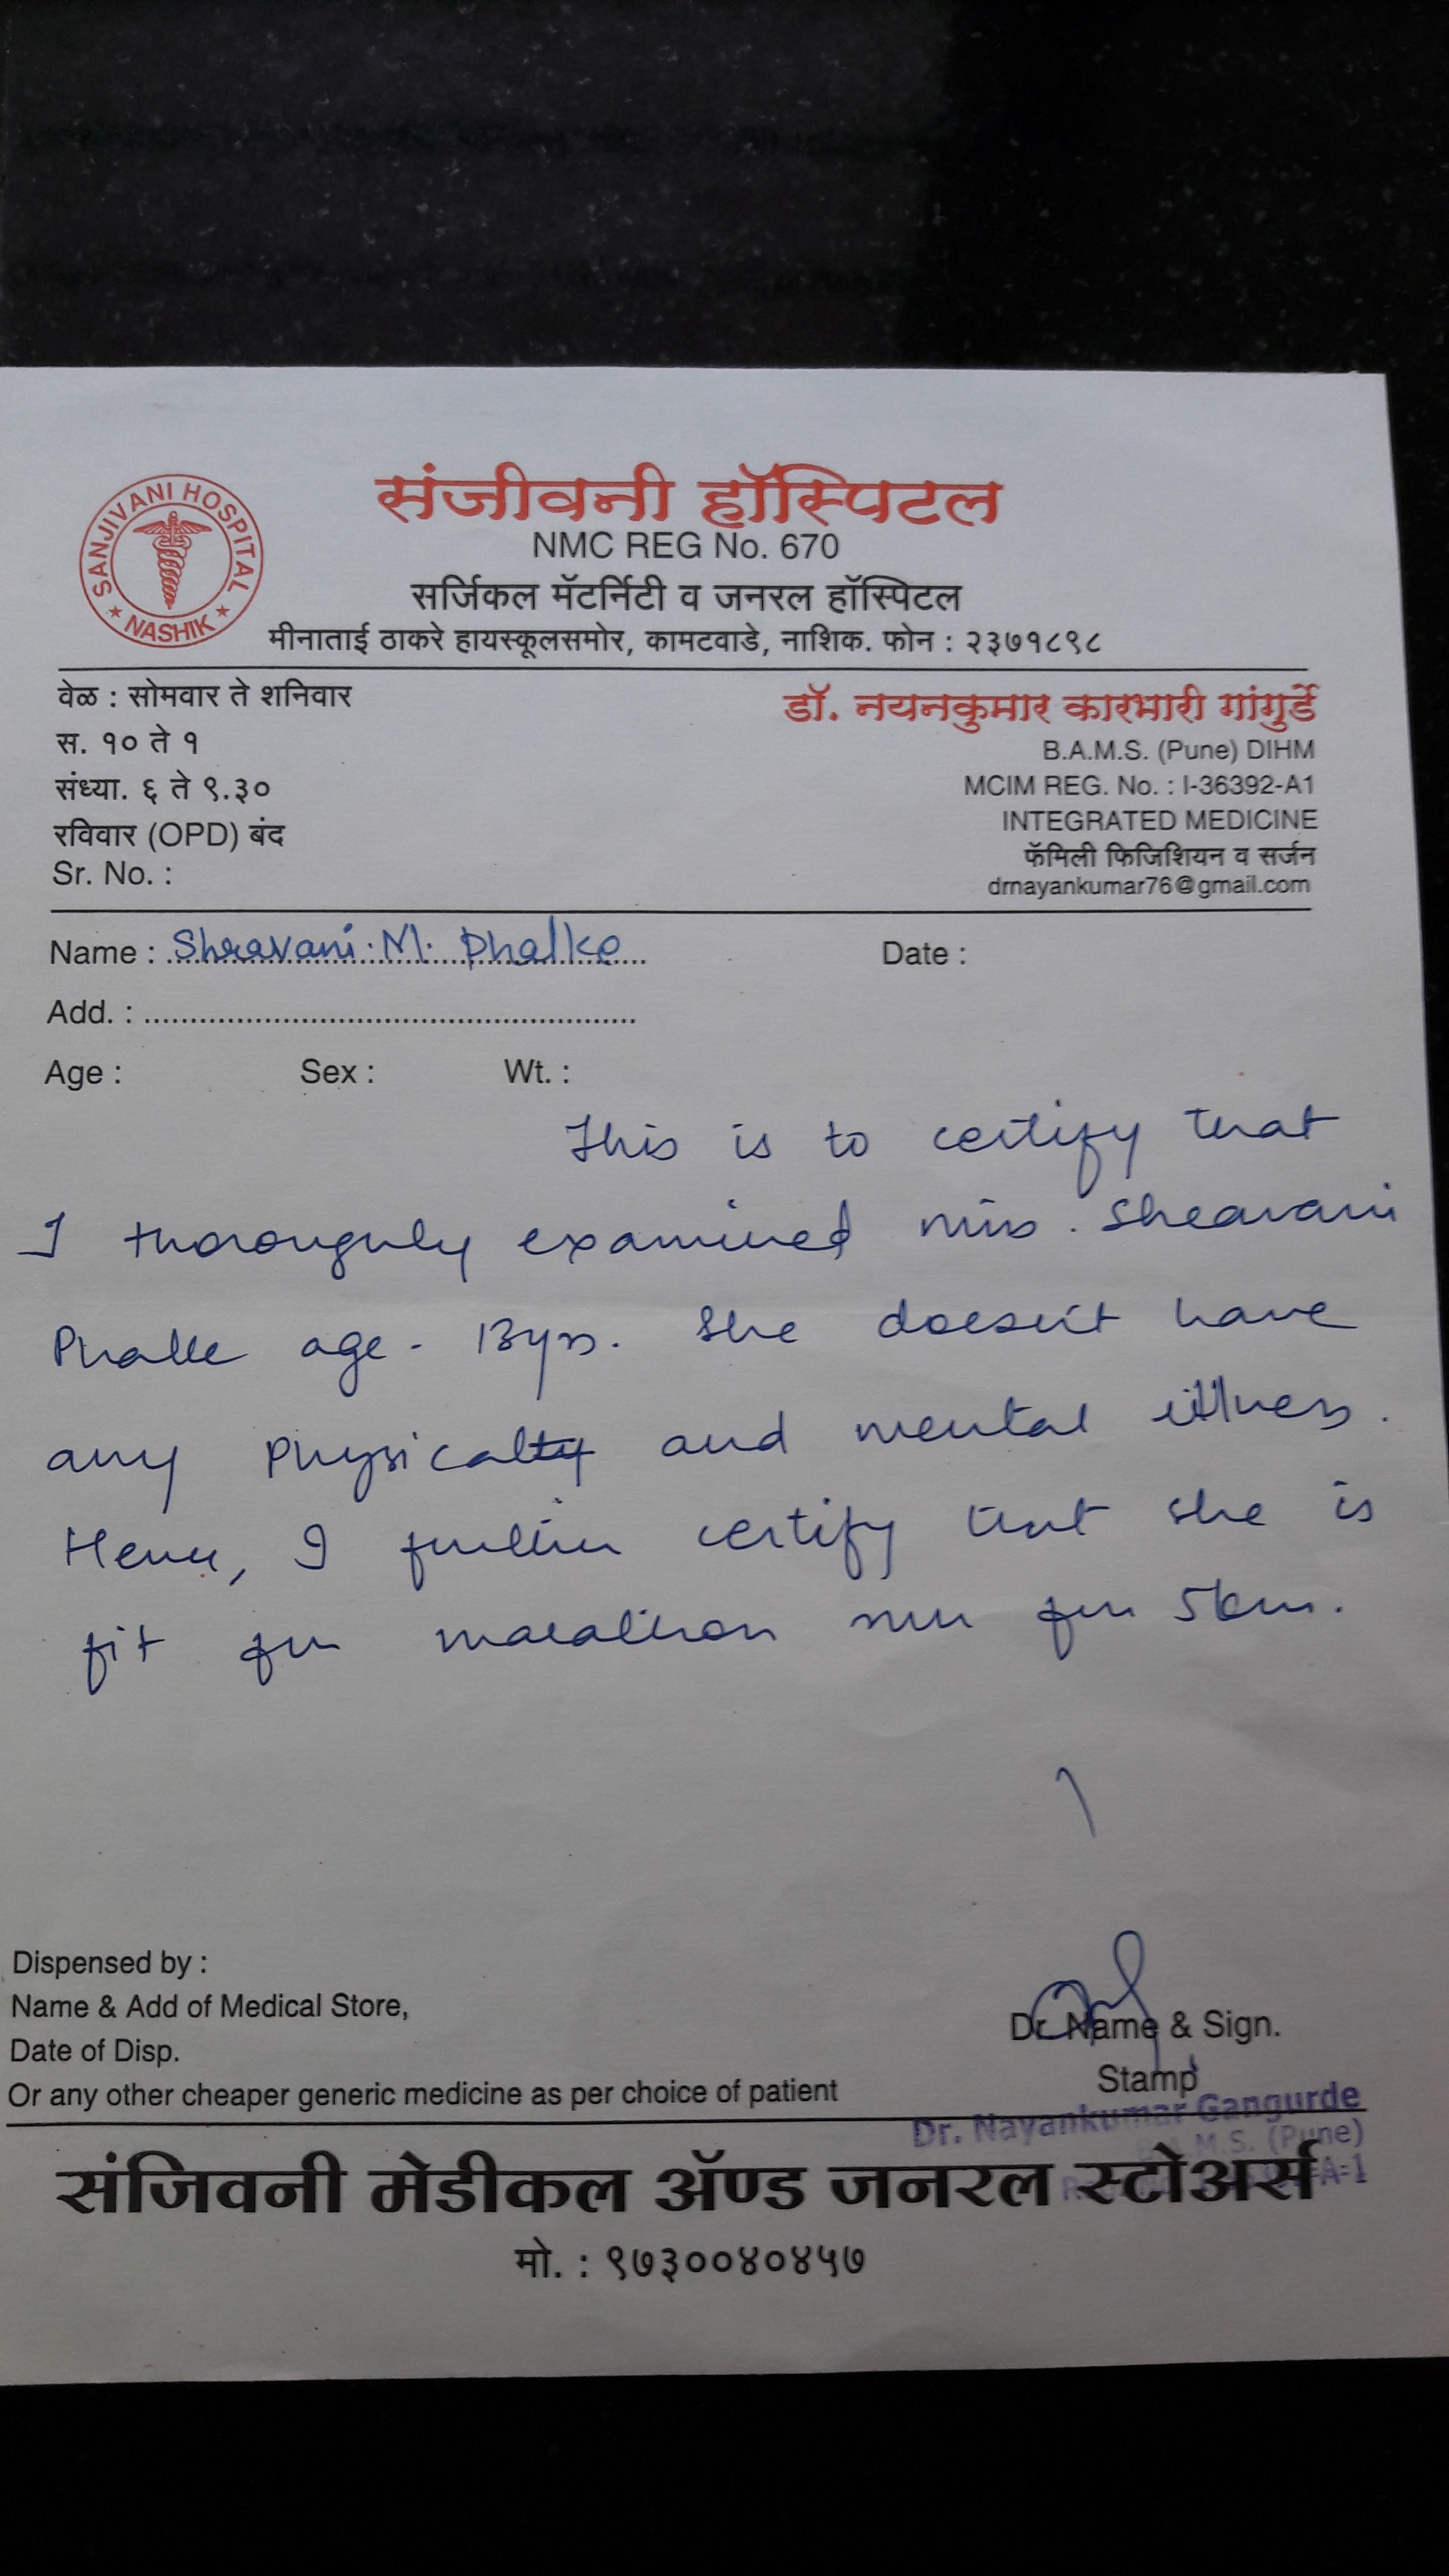 संजीवनी हॉस्पिटल
SANJIVANI HOSPITAL
NASHIK
NMC REG No. 670
सर्जिकल मॅटर्निटी व जनरल हॉस्पिटल
मीनाताई ठाकरे हायस्कूलसमोर, कामटवाडे, नाशिक. फोन : २३७१८९८
वेळ : सोमवार ते शनिवार
स. १० ते १
संध्या. ६ ते ९.३०
रविवार (OPD) बंद
Sr. No. :
डॉ. नयनकुमार कारभारी गांगुर्डे
B.A.M.S. (Pune) DIHM
MCIM REG. No. : I-36392-A1
INTEGRATED MEDICINE
फॅमिली फिजिशियन व सर्जन
drnayankumar76@gmail.com
Name : Shravani. M. Phalke Date :
Add. :
Age : Sex : Wt. :
This is to certify that
I thoroughly examined miss. Shravani
Phalke age - 13yrs. She doesn't have
any physical and mental illness.
Hence, I further certify that she is
fit for marathon run for 5km.
Dispensed by :
Name & Add of Medical Store,
Date of Disp.
Or any other cheaper generic medicine as per choice of patient
Dr. Name & Sign.
Stamp
Dr. Nayankumar Gangurde
M.S. (Pune)
संजिवनी मेडीकल ॲण्ड जनरल स्टोअर्स
मो. : ९७३००४०४५७